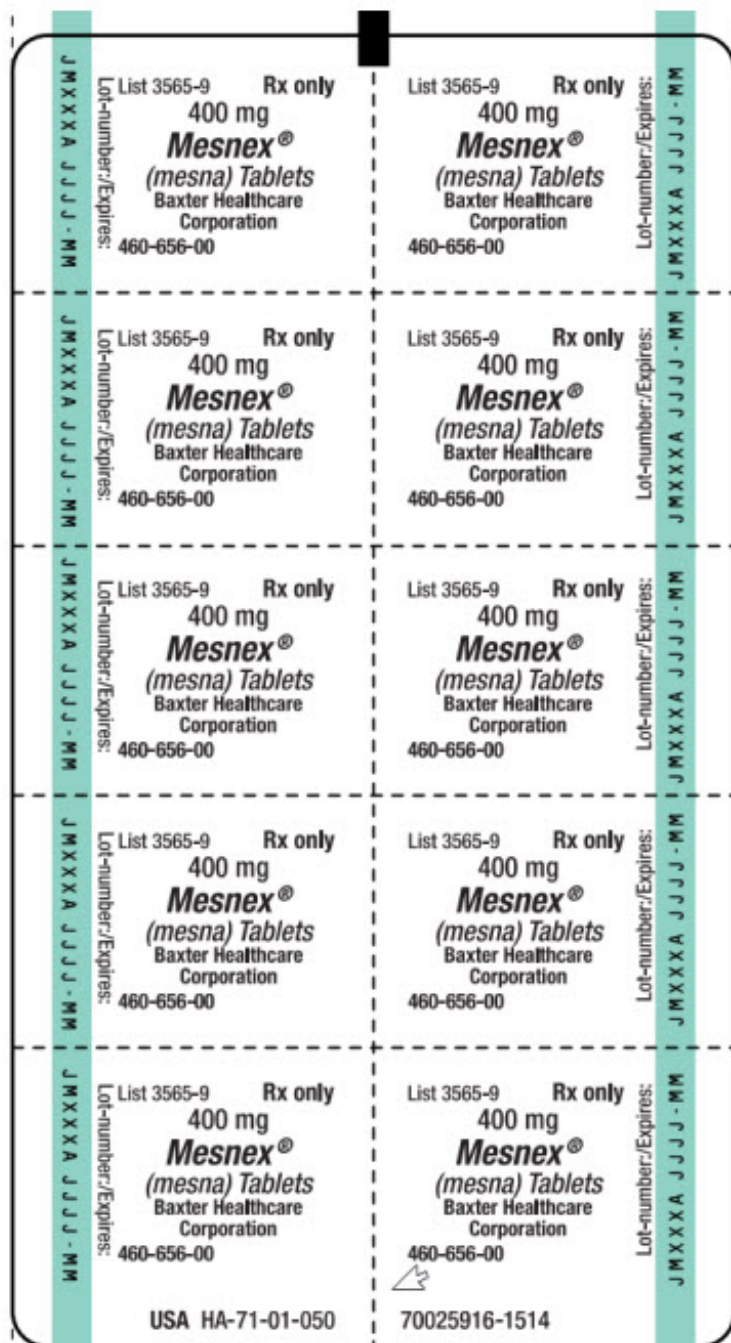 List 3565-9 Rx only
400 mg
Mesnex®
(mesna) Tablets
Baxter Healthcare
Corporation
460-656-00
Lot-number:/Expires:
JMXXXA JJJJ-MM
List 3565-9 Rx only
400 mg
Mesnex®
(mesna) Tablets
Baxter Healthcare
Corporation
460-656-00
Lot-number:/Expires:
JMXXXA JJJJ-MM
List 3565-9 Rx only
400 mg
Mesnex®
(mesna) Tablets
Baxter Healthcare
Corporation
460-656-00
Lot-number:/Expires:
JMXXXA JJJJ-MM
List 3565-9 Rx only
400 mg
Mesnex®
(mesna) Tablets
Baxter Healthcare
Corporation
460-656-00
Lot-number:/Expires:
JMXXXA JJJJ-MM
List 3565-9 Rx only
400 mg
Mesnex®
(mesna) Tablets
Baxter Healthcare
Corporation
460-656-00
Lot-number:/Expires:
JMXXXA JJJJ-MM
List 3565-9 Rx only
400 mg
Mesnex®
(mesna) Tablets
Baxter Healthcare
Corporation
460-656-00
Lot-number:/Expires:
JMXXXA JJJJ-MM
List 3565-9 Rx only
400 mg
Mesnex®
(mesna) Tablets
Baxter Healthcare
Corporation
460-656-00
Lot-number:/Expires:
JMXXXA JJJJ-MM
List 3565-9 Rx only
400 mg
Mesnex®
(mesna) Tablets
Baxter Healthcare
Corporation
460-656-00
Lot-number:/Expires:
JMXXXA JJJJ-MM
List 3565-9 Rx only
400 mg
Mesnex®
(mesna) Tablets
Baxter Healthcare
Corporation
460-656-00
Lot-number:/Expires:
JMXXXA JJJJ-MM
List 3565-9 Rx only
400 mg
Mesnex®
(mesna) Tablets
Baxter Healthcare
Corporation
460-656-00
Lot-number:/Expires:
JMXXXA JJJJ-MM
USA HA-71-01-050 70025916-1514